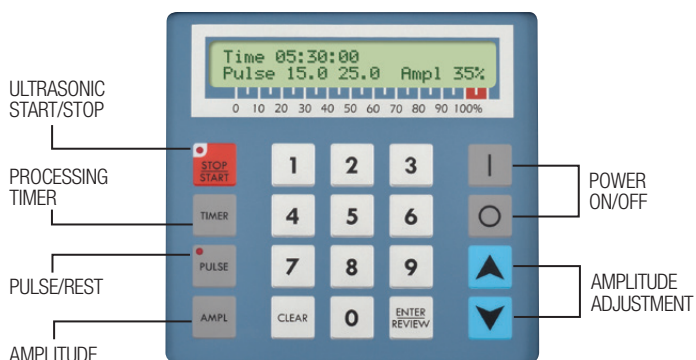 Time 05:30:00
Pulse 15.0 25.0 Ampl 35%
0 10 20 30 40 50 60 70 80 90 100%
ULTRASONIC
START/STOP
STOP
START
1 2 3
POWER
ON/OFF
PROCESSING
TIMER
TIMER
4 5 6
PULSE/REST
PULSE
7 8 9
AMPLITUDE
ADJUSTMENT
AMPLITUDE
AMPL
CLEAR
0
ENTER
REVIEW